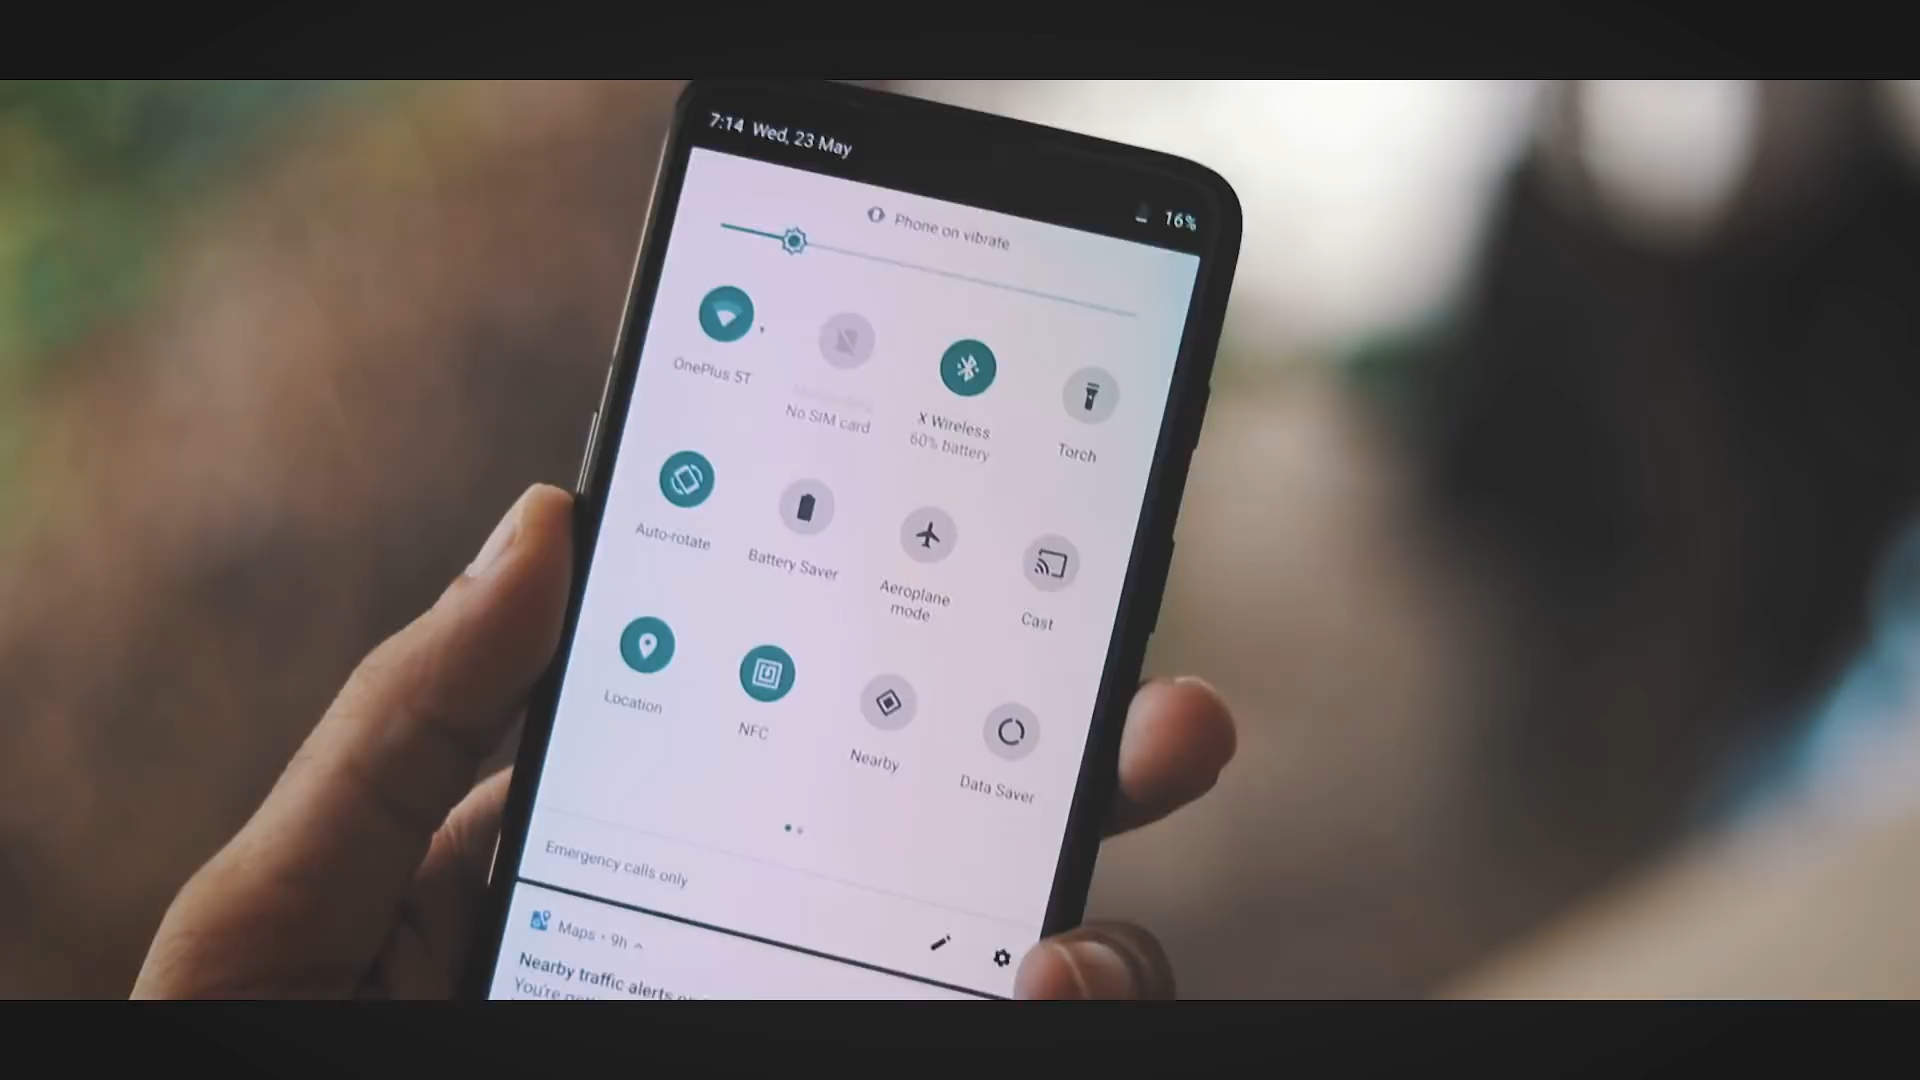 7:14 Wed, 23 May
16%
Phone on vibrate
OnePlus 5T
No SIM card
X Wireless
60% battery
Torch
Auto-rotate
Battery Saver
Aeroplane
mode
Cast
Location
NFC
Nearby
Data Saver
Emergency calls only
Maps · 9h
Nearby traffic alerts
You're